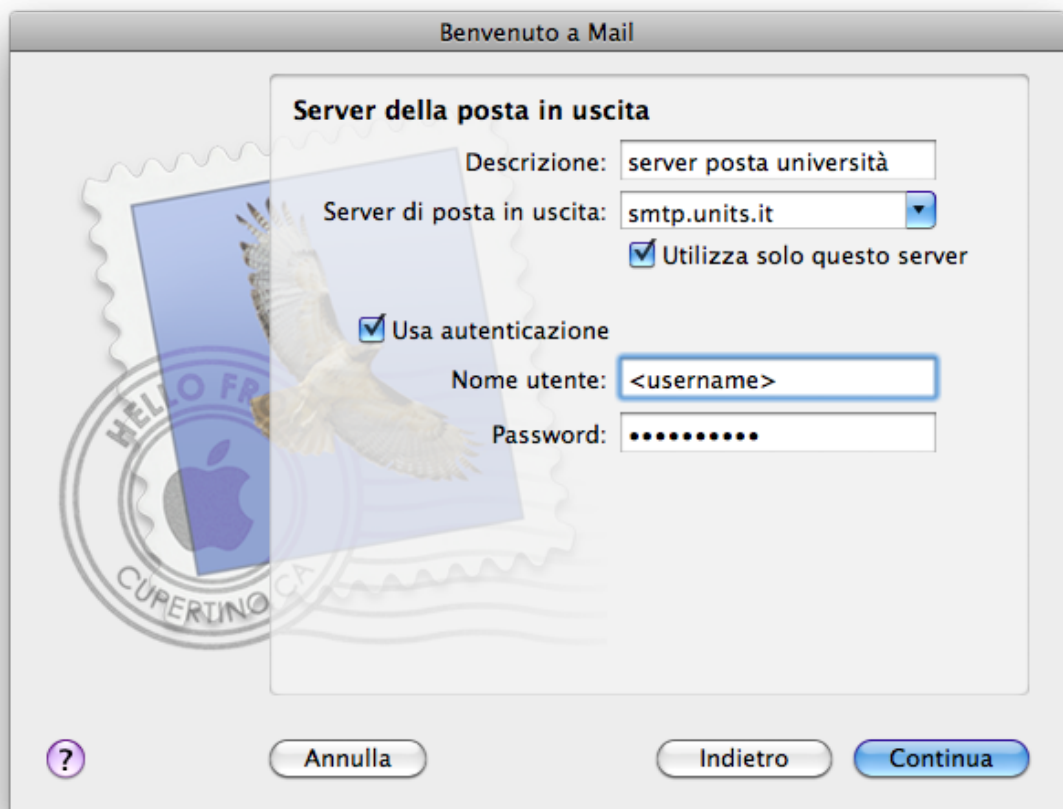 Benvenuto a Mail
Server della posta in uscita
Descrizione: server posta università
Server di posta in uscita: smtp.units.it
Utilizza solo questo server
Usa autenticazione
Nome utente: <username>
Password: ••••••••••
HELLO FR
CUPERTINO CA
?
Annulla
Indietro
Continua